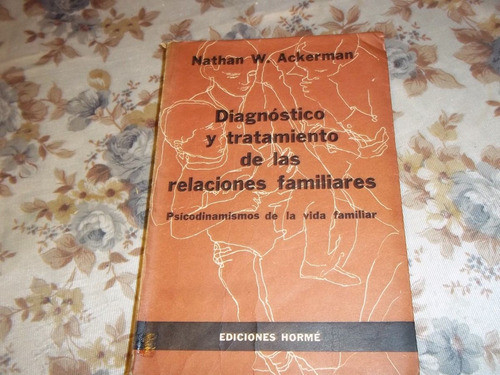 Nathan W. Ackerman
Diagnóstico
y tratamiento
de las
relaciones familiares
Psicodinamismos de la vida familiar
EDICIONES HORMÉ